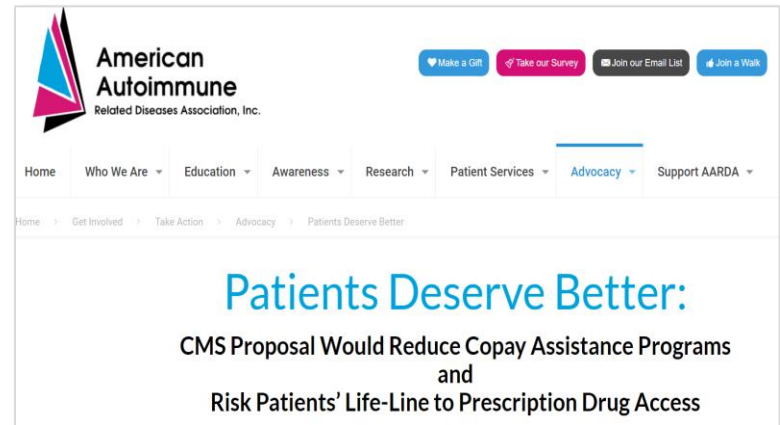 American
Autoimmune
Related Diseases Association, Inc.
Make a Gift
Take our Survey
Join our Email List
Join a Walk
Home Who We Are Education Awareness Research Patient Services Advocacy Support AARDA
Home > Get Involved > Take Action > Advocacy > Patients Deserve Better
Patients Deserve Better:
CMS Proposal Would Reduce Copay Assistance Programs
and
Risk Patients’ Life-Line to Prescription Drug Access